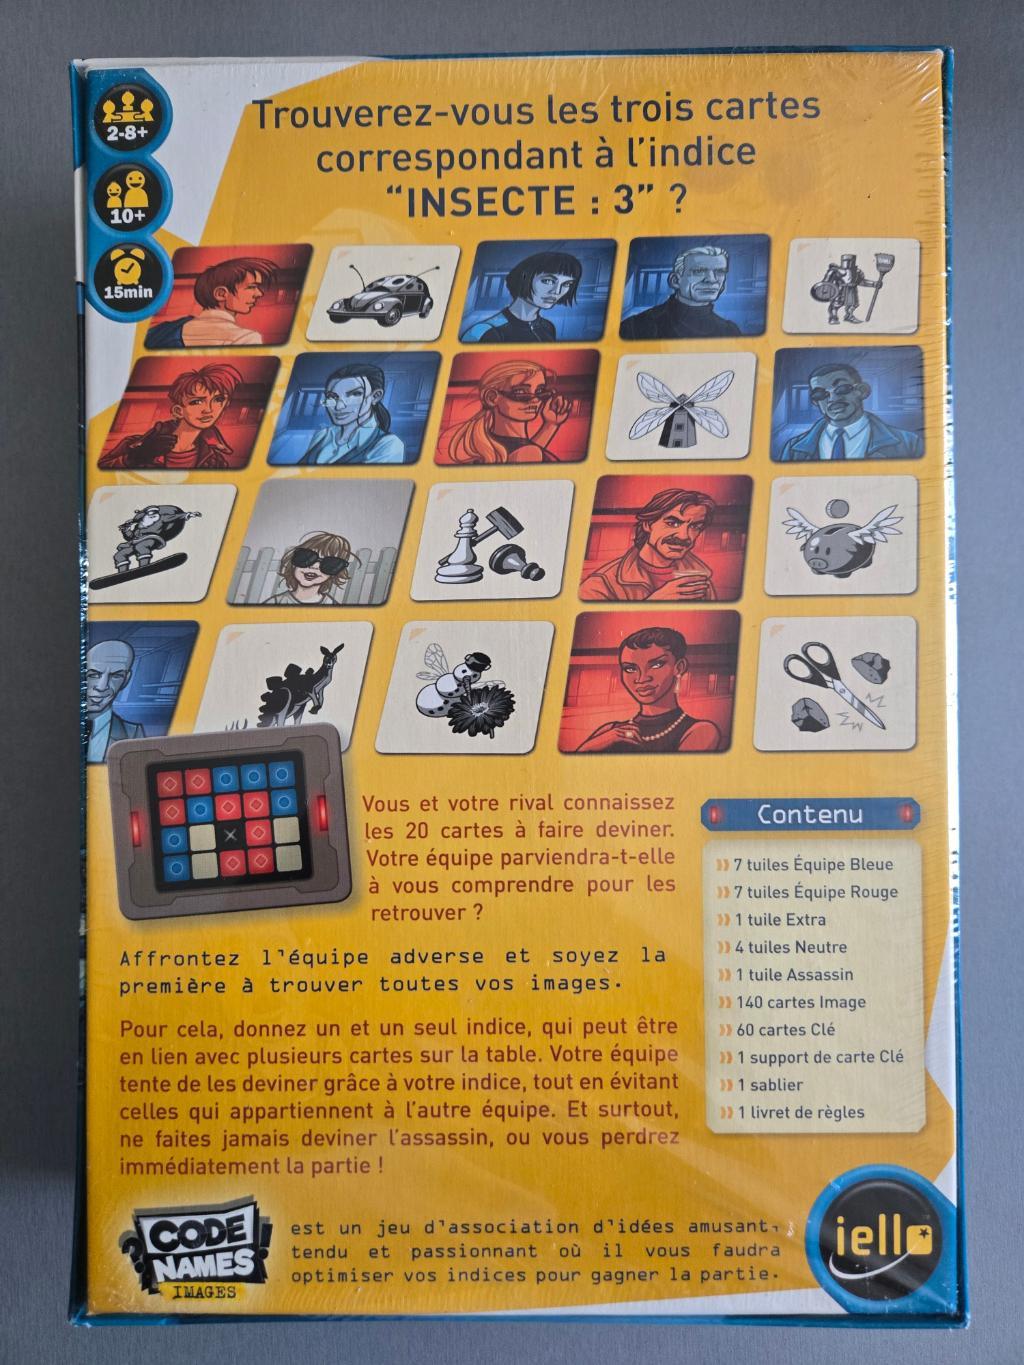 2-8+
10+
15min
Trouverez-vous les trois cartes
correspondant à l'indice
“INSECTE : 3” ?
Vous et votre rival connaissez
les 20 cartes à faire deviner.
Votre équipe parviendra-t-elle
à vous comprendre pour les
retrouver ?
Affrontez l'équipe adverse et soyez la
première à trouver toutes vos images.
Pour cela, donnez un et un seul indice, qui peut être
en lien avec plusieurs cartes sur la table. Votre équipe
tente de les deviner grâce à votre indice, tout en évitant
celles qui appartiennent à l'autre équipe. Et surtout,
ne faites jamais deviner l'assassin, ou vous perdrez
immédiatement la partie !
Contenu
7 tuiles Équipe Bleue
7 tuiles Équipe Rouge
1 tuile Extra
4 tuiles Neutre
1 tuile Assassin
140 cartes Image
60 cartes Clé
1 support de carte Clé
1 sablier
1 livret de règles
CODE
NAMES
IMAGES
est un jeu d'association d'idées amusant,
tendu et passionnant où il vous faudra
optimiser vos indices pour gagner la partie.
iello